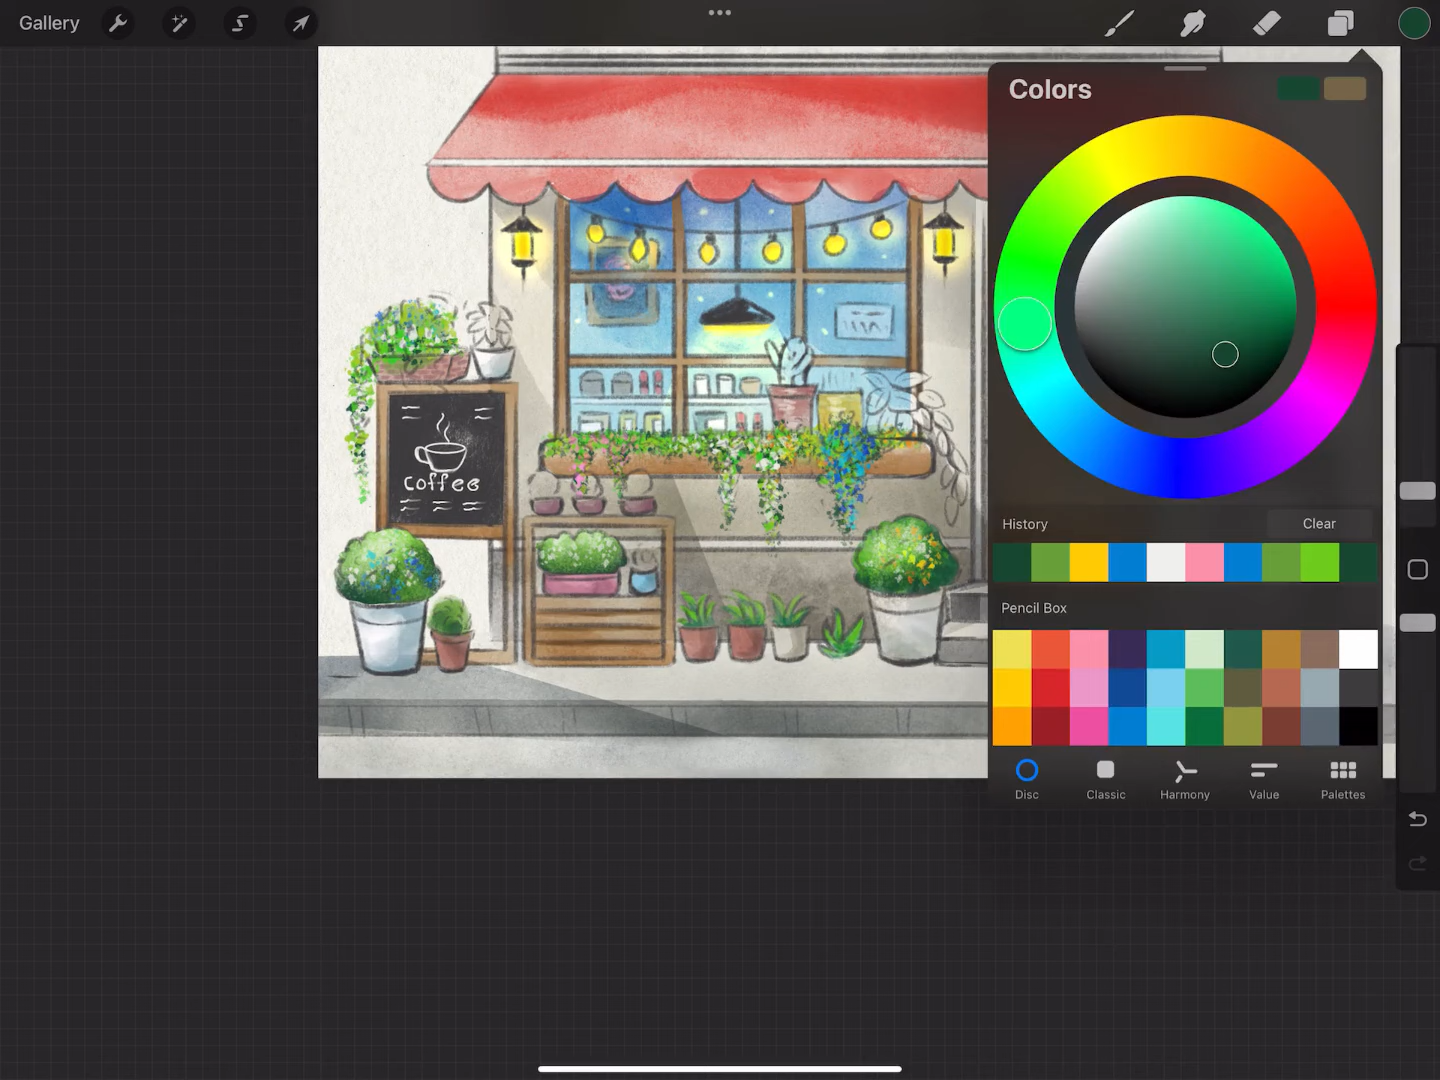 Gallery
Colors
coffee
History
Clear
Pencil Box
Disc
Classic
Harmony
Value
Palettes